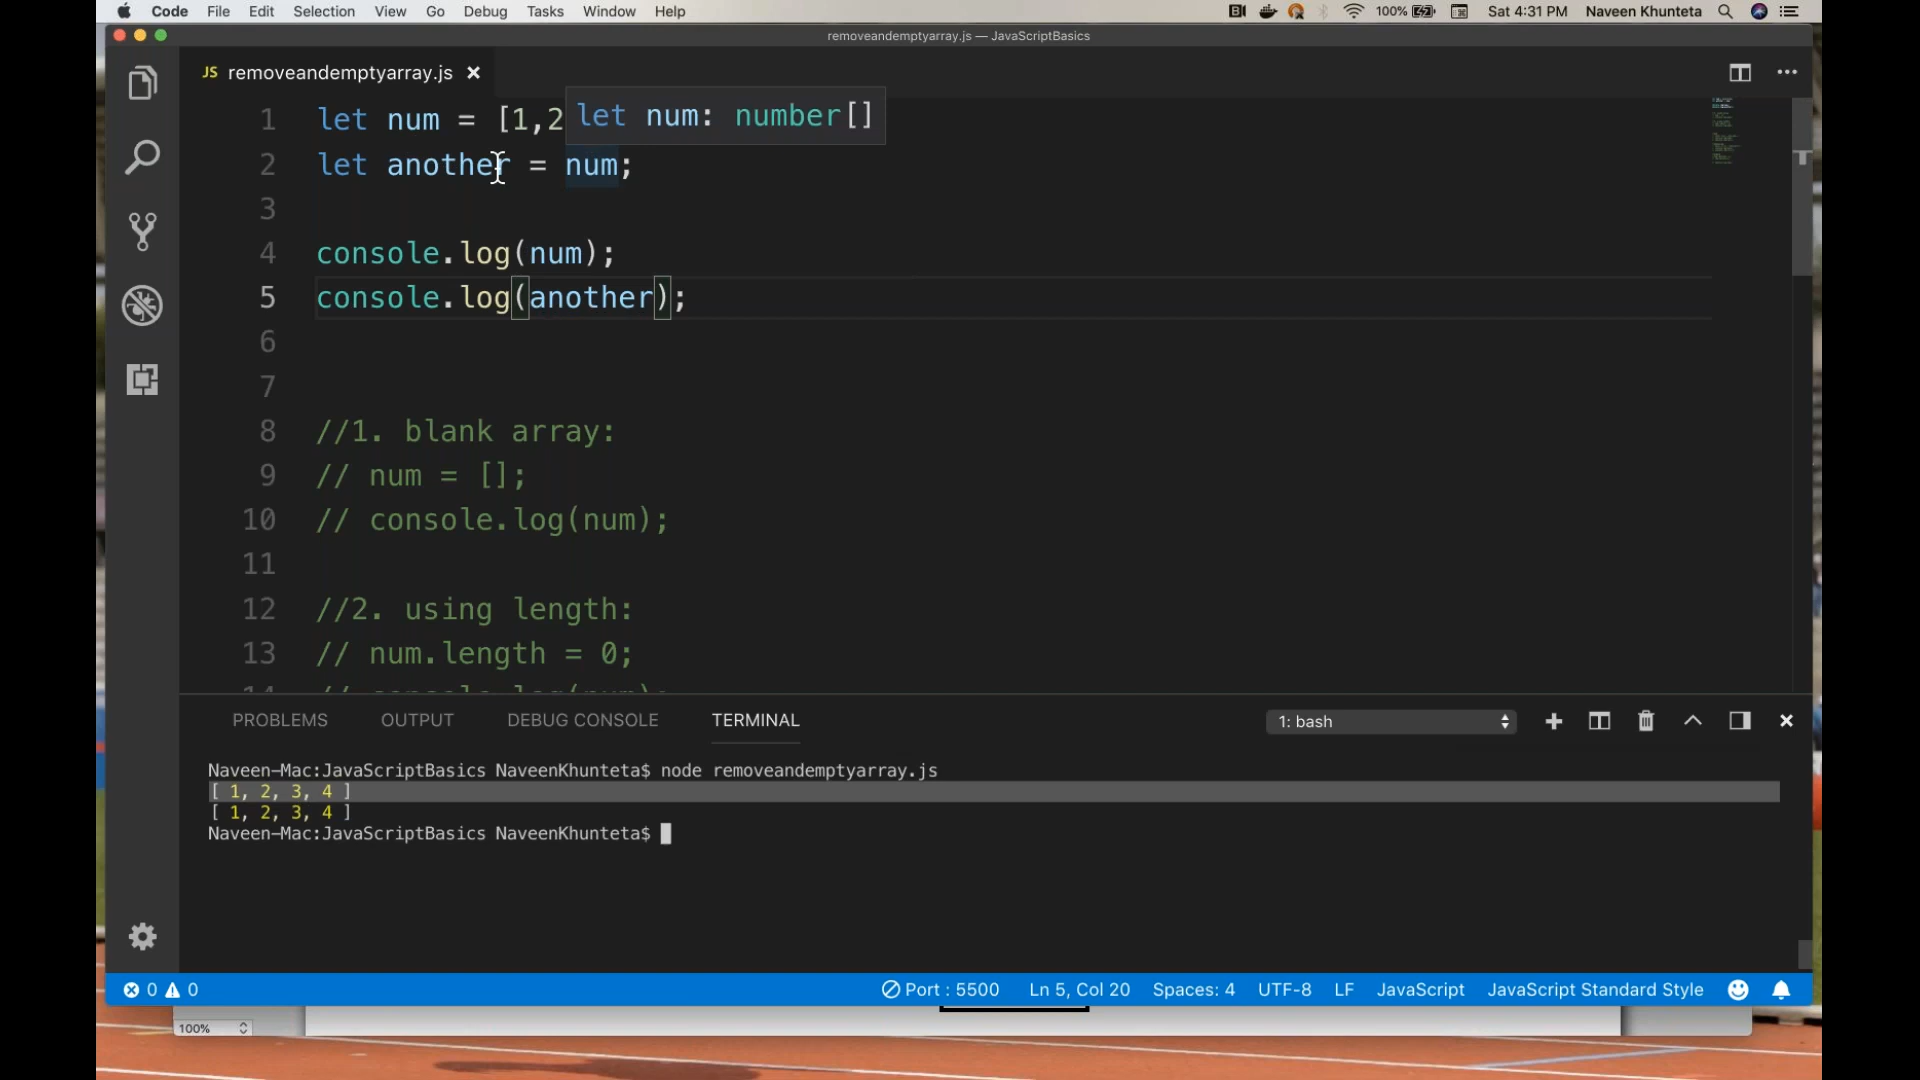 Code File Edit Selection View Go Debug Tasks Window Help 100% Sat 4:31 PM Naveen Khunteta
removeandemptyarray.js — JavaScriptBasics
JS removeandemptyarray.js
let num: number[]
1 let num = [1,2
2 let another = num;
3
4 console.log(num);
5 console.log(another);
6
7
8 //1. blank array:
9 // num = [];
10 // console.log(num);
11
12 //2. using length:
13 // num.length = 0;
PROBLEMS OUTPUT DEBUG CONSOLE TERMINAL 1: bash
Naveen-Mac:JavaScriptBasics NaveenKhunteta$ node removeandemptyarray.js
[ 1, 2, 3, 4 ]
[ 1, 2, 3, 4 ]
Naveen-Mac:JavaScriptBasics NaveenKhunteta$
0 0 Port : 5500 Ln 5, Col 20 Spaces: 4 UTF-8 LF JavaScript JavaScript Standard Style
100%